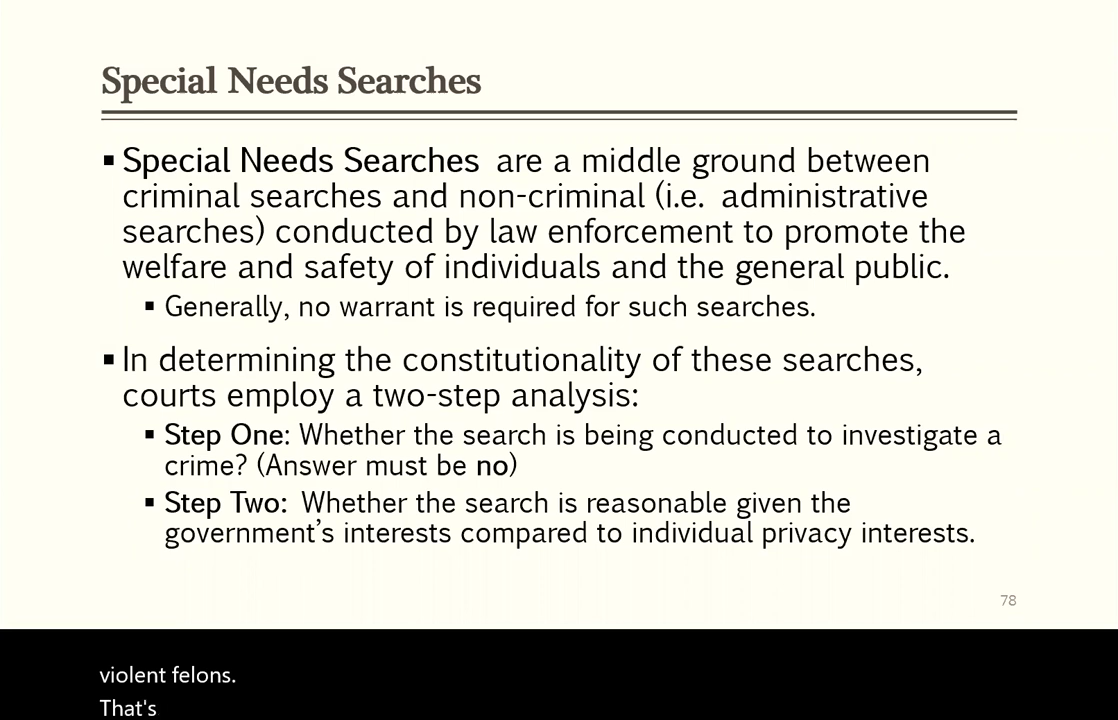 Special Needs Searches
▪ Special Needs Searches are a middle ground between
criminal searches and non-criminal (i.e. administrative
searches) conducted by law enforcement to promote the
welfare and safety of individuals and the general public.
▪ Generally, no warrant is required for such searches.
▪ In determining the constitutionality of these searches,
courts employ a two-step analysis:
▪ Step One: Whether the search is being conducted to investigate a
crime? (Answer must be no)
▪ Step Two: Whether the search is reasonable given the
government’s interests compared to individual privacy interests.
78
violent felons.
That's